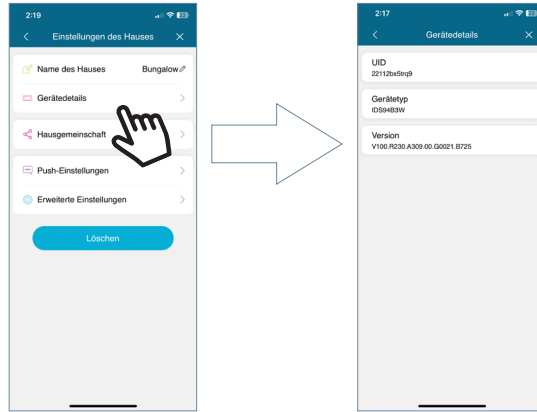 2:19
Einstellungen des Hauses
Name des Hauses Bungalow
Gerätedetails
Hausgemeinschaft
Push-Einstellungen
Erweiterte Einstellungen
Löschen
2:17
Gerätedetails
UID
22112bx5trq9
Gerätetyp
IDS94B3W
Version
V100.R230.A309.00.G0021.B725